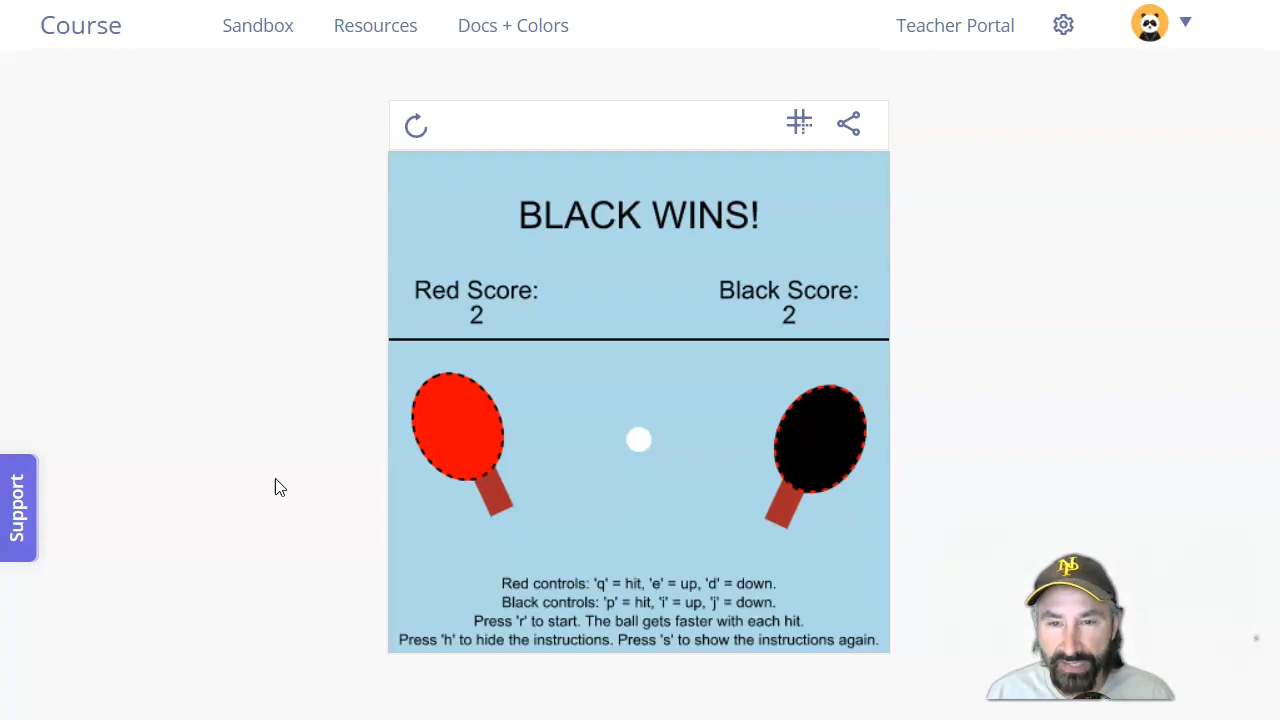 Course
Sandbox
Resources
Docs + Colors
Teacher Portal
BLACK WINS!
Red Score:
2
Black Score:
2
Support
Red controls: 'q' = hit, 'e' = up, 'd' = down.
Black controls: 'p' = hit, 'i' = up, 'j' = down.
Press 'r' to start. The ball gets faster with each hit.
Press 'h' to hide the instructions. Press 's' to show the instructions again.